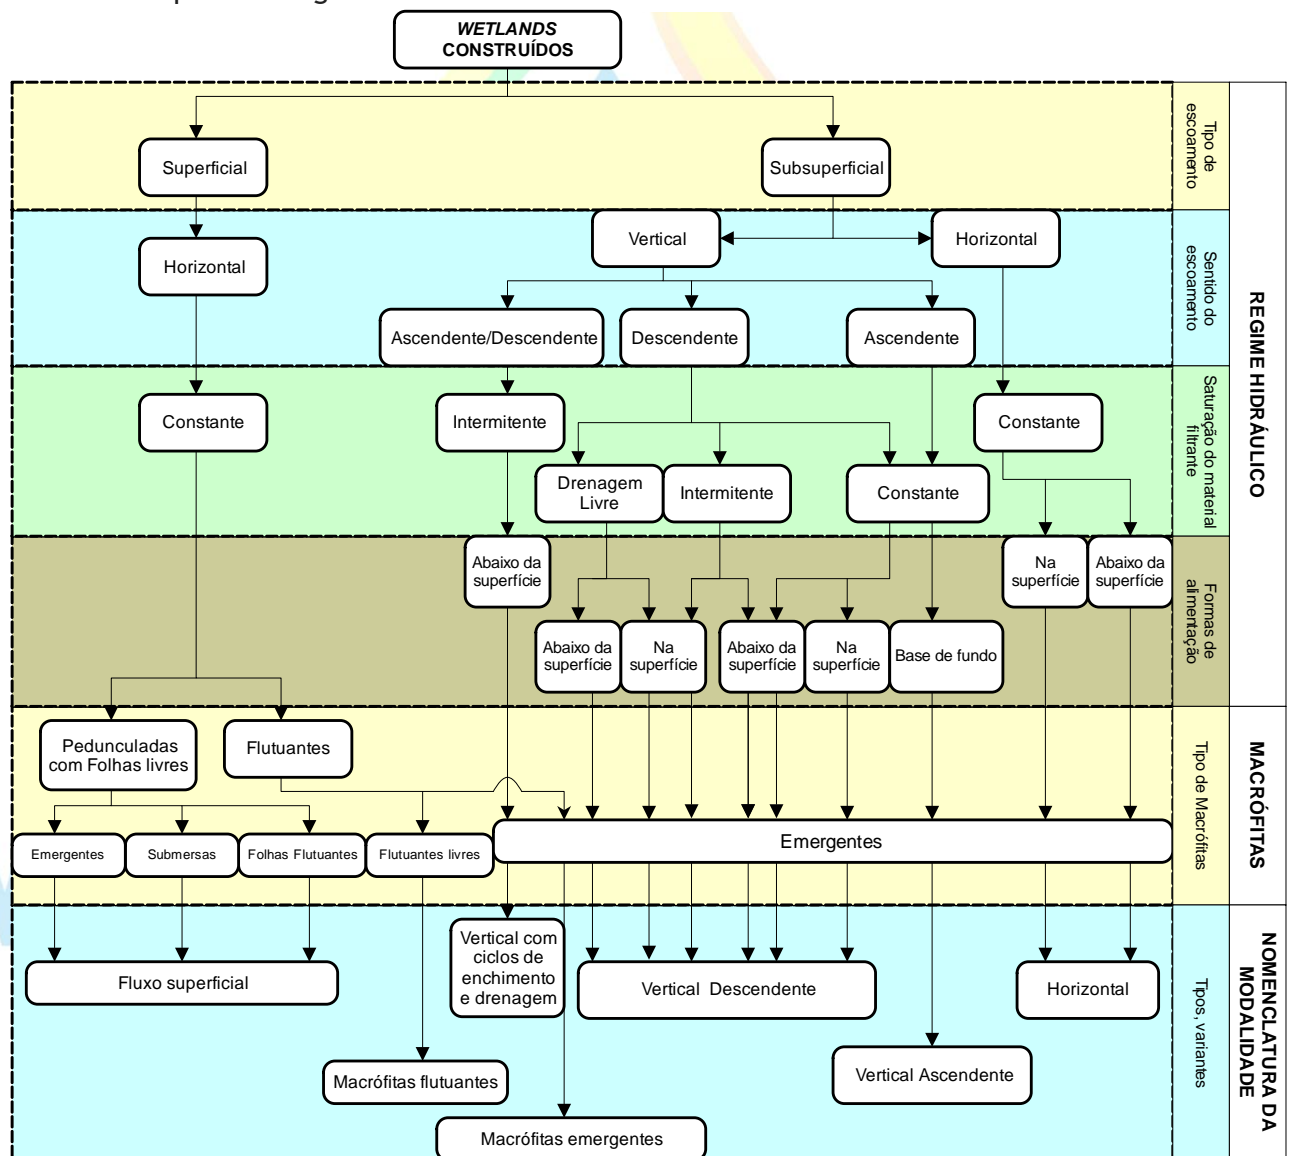 WETLANDS
CONSTRUÍDOS
Superficial
Subsuperficial
Tipo de
escoamento
Horizontal
Vertical
Horizontal
Ascendente/Descendente
Descendente
Ascendente
Sentido do
escoamento
Constante
Intermitente
Constante
Drenagem
Livre
Intermitente
Constante
Saturação do material
filtrante
REGIME HIDRÁULICO
Abaixo da
superfície
Na
superfície
Abaixo da
superfície
Abaixo da
superfície
Na
superfície
Abaixo da
superfície
Na
superfície
Base de fundo
Formas de
alimentação
Pedunculadas
com Folhas livres
Flutuantes
Emergentes
Submersas
Folhas Flutuantes
Flutuantes livres
Emergentes
Tipo de Macrófitas
MACRÓFITAS
Fluxo superficial
Vertical com
ciclos de
enchimento
e drenagem
Vertical Descendente
Horizontal
Macrófitas flutuantes
Vertical Ascendente
Macrófitas emergentes
Tipos, variantes
NOMENCLATURA DA
MODALIDADE